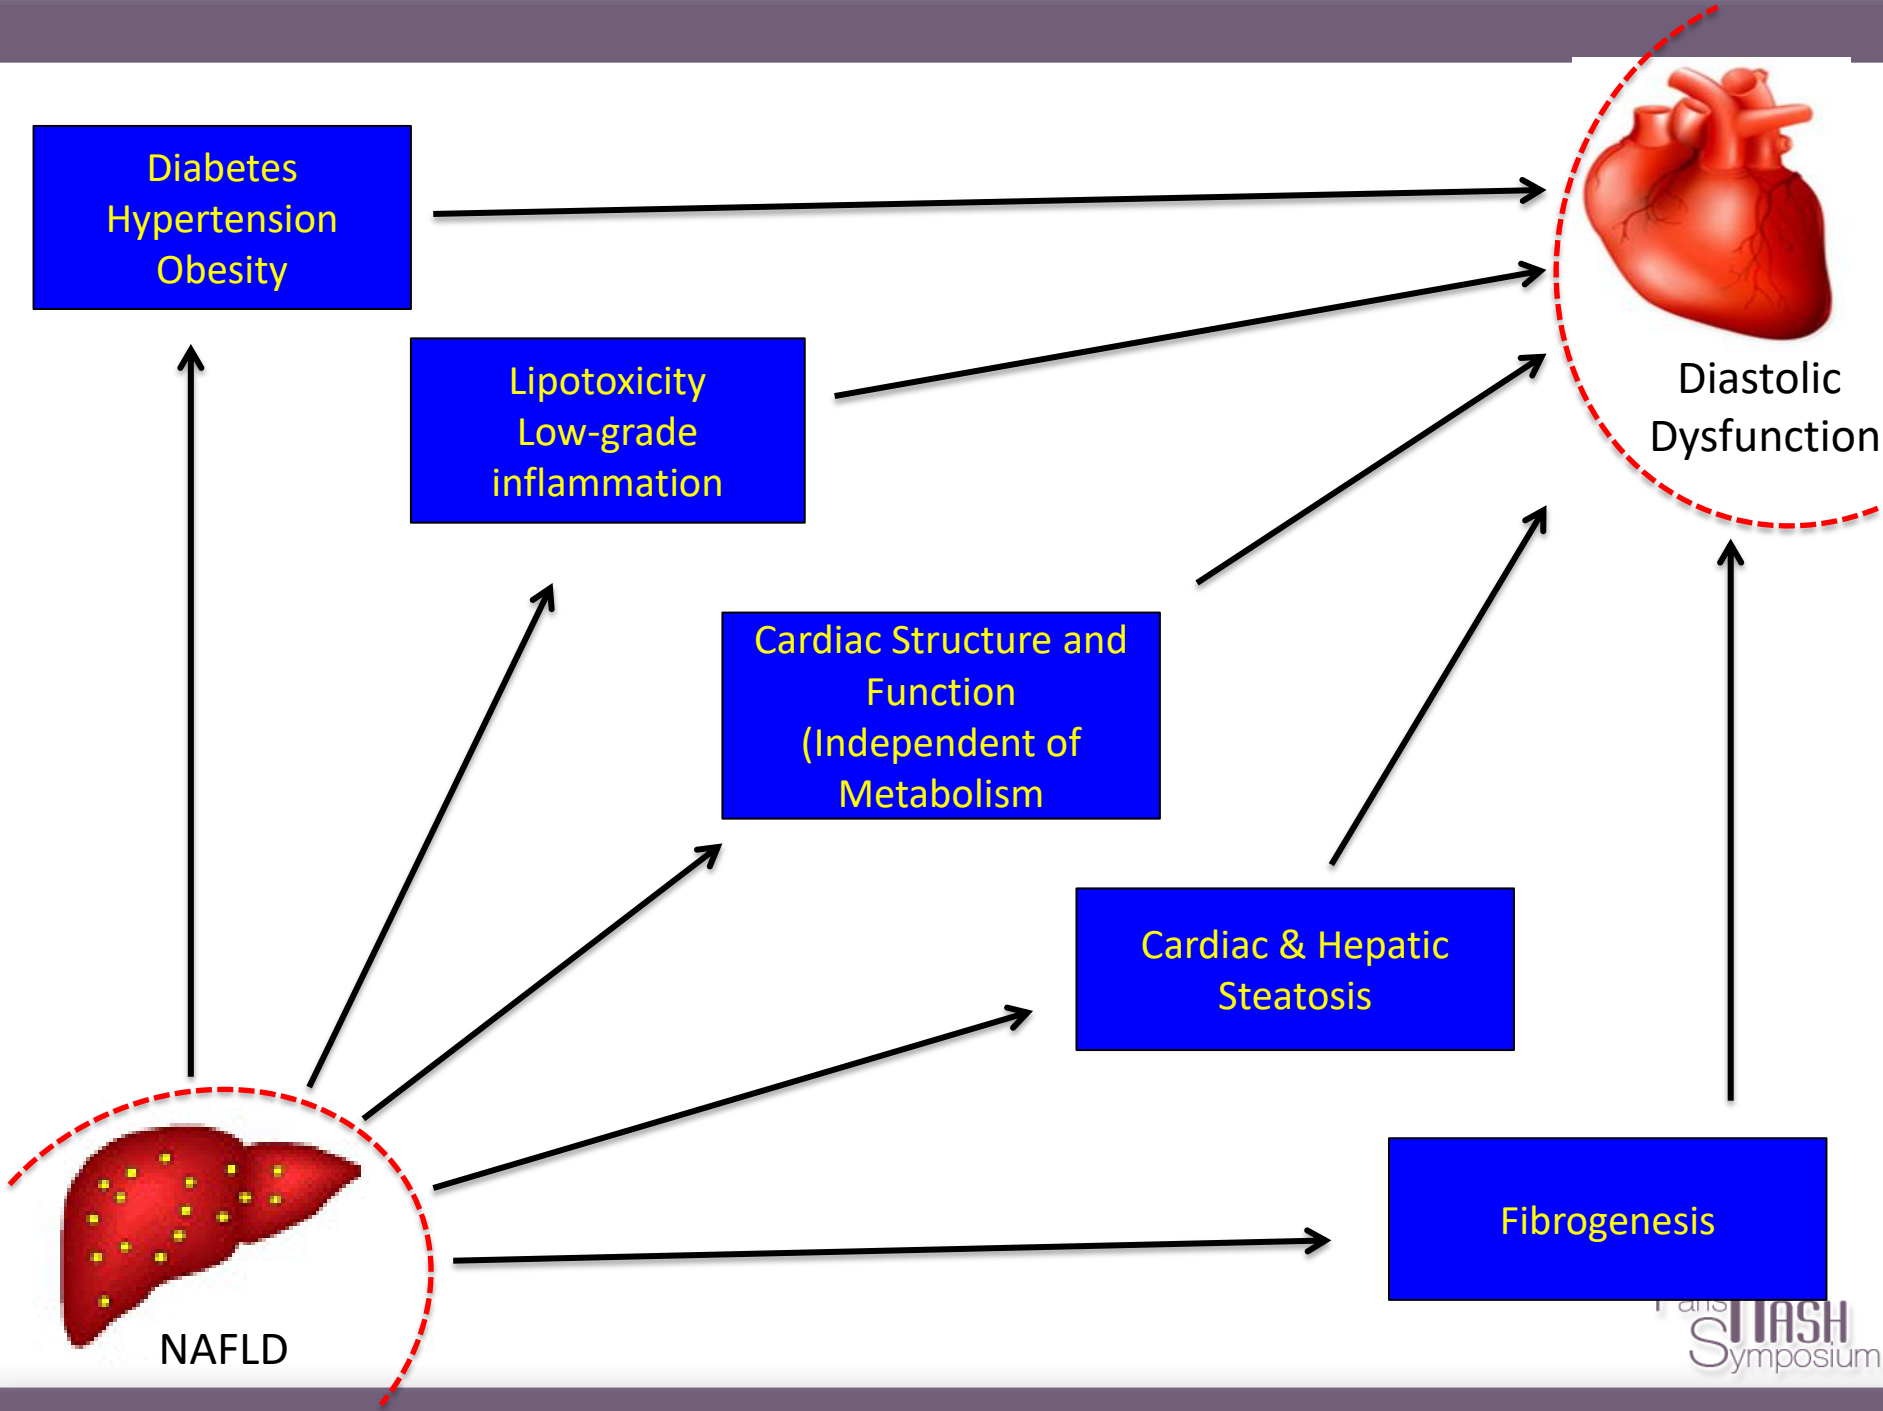 Diabetes
Hypertension
Obesity
Lipotoxicity
Low-grade
inflammation
Diastolic
Dysfunction
Cardiac Structure and
Function
(Independent of
Metabolism
Cardiac & Hepatic
Steatosis
Fibrogenesis
NAFLD
NASH
Symposium